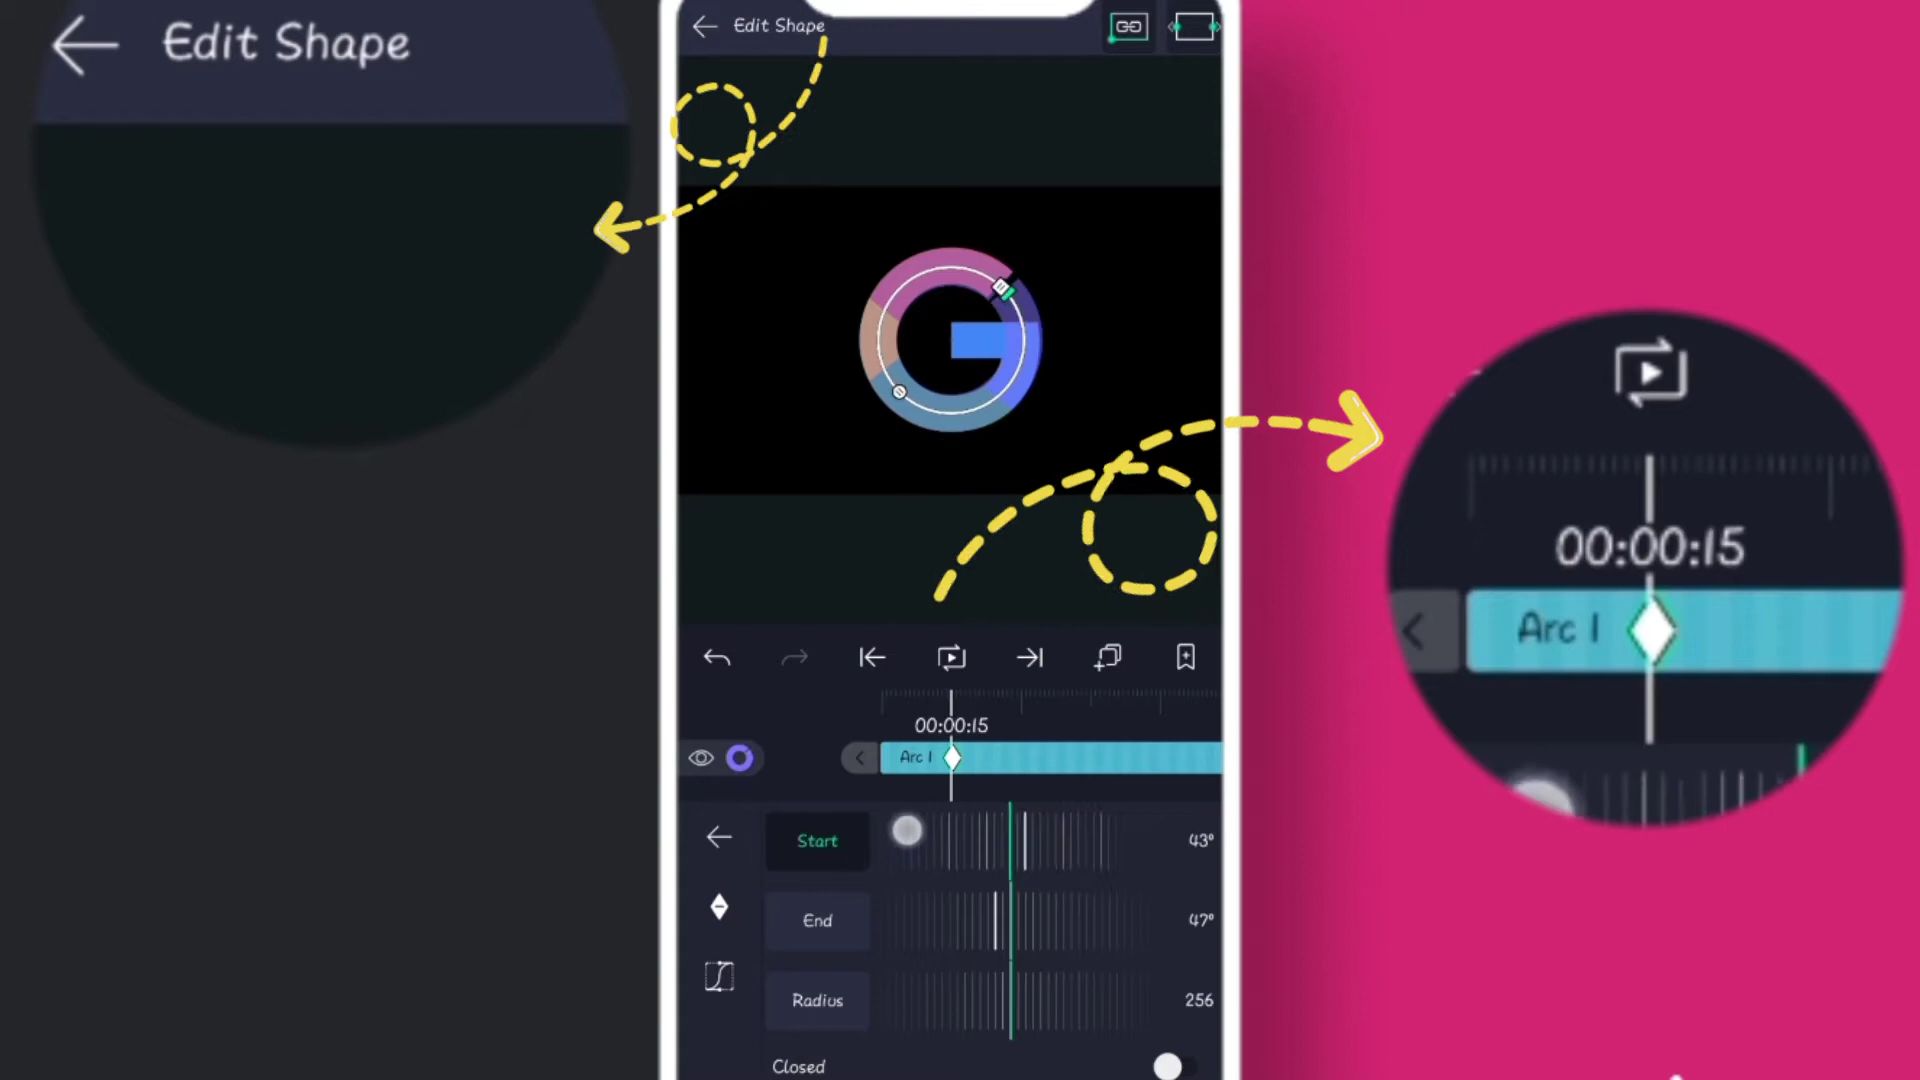 Edit Shape
Edit Shape
00:00:15
Arc 1
00:00:15
Arc 1
Start
43°
End
47°
Radius
256
Closed